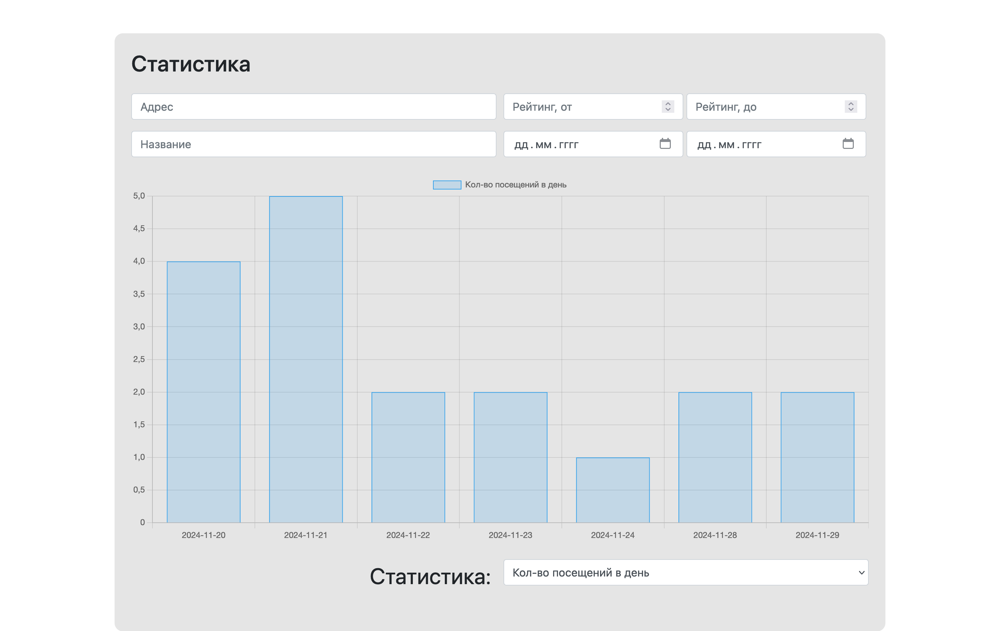 Статистика
Адрес
Рейтинг, от
Рейтинг, до
Название
дд . мм . гггг
дд . мм . гггг
Кол-во посещений в день
5,0
4,5
4,0
3,5
3,0
2,5
2,0
1,5
1,0
0,5
0
2024-11-20 2024-11-21 2024-11-22 2024-11-23 2024-11-24 2024-11-28 2024-11-29
Статистика:
Кол-во посещений в день